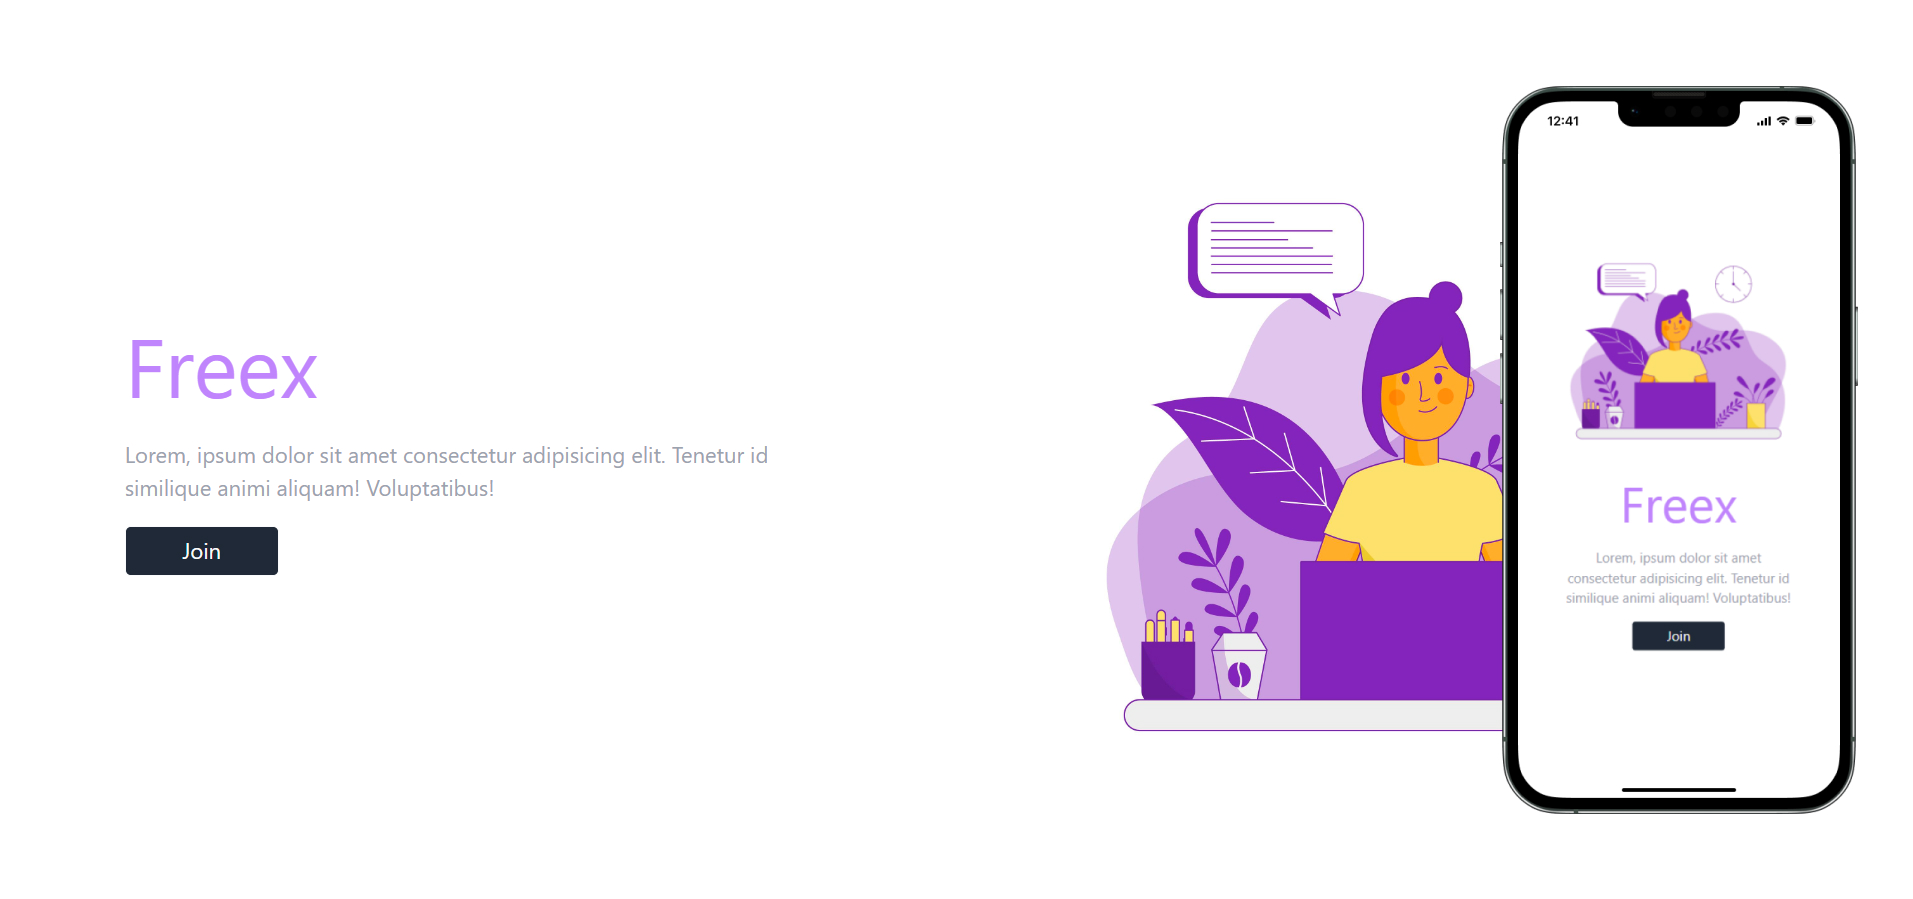 Freex
Lorem, ipsum dolor sit amet consectetur adipisicing elit. Tenetur id
similique animi aliquam! Voluptatibus!
Join
12:41
Freex
Lorem, ipsum dolor sit amet
consectetur adipisicing elit. Tenetur id
similique animi aliquam! Voluptatibus!
Join